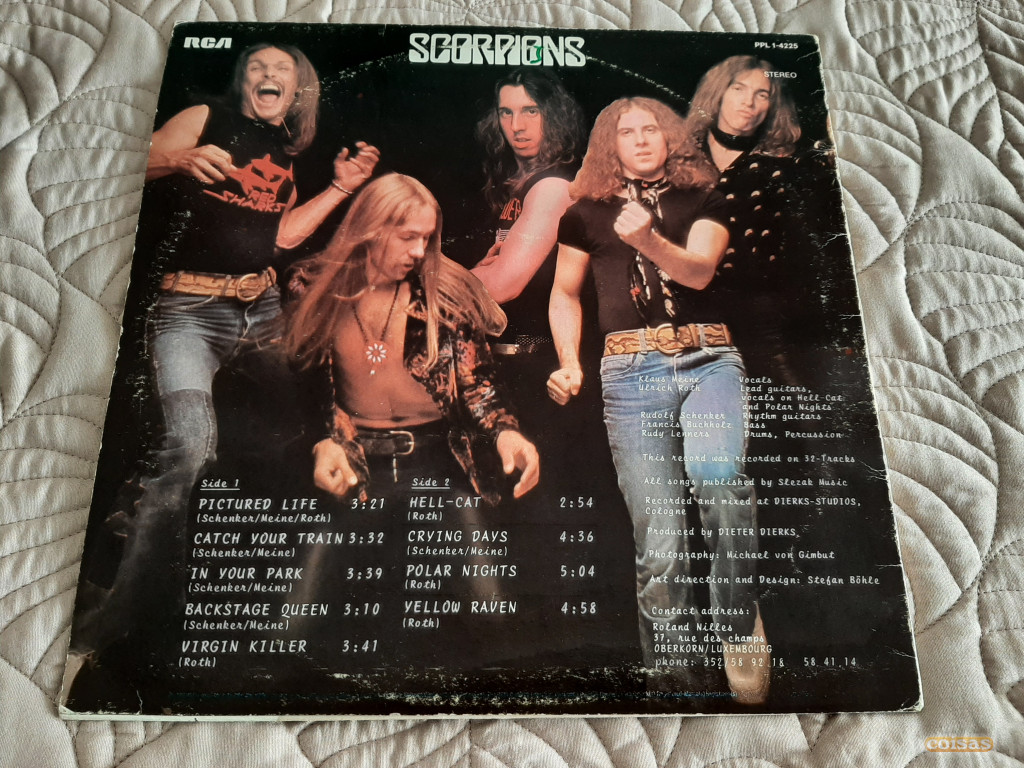 RCA
SCORPIONS
PPL 1-4225
STEREO
RED
SHARKS
Klaus Meine Vocals
Ulrich Roth Lead guitars,
vocals on Hell-Cat
and Polar Nights
Rudolf Schenker Rhythm guitars
Francis Buchholz Bass
Rudy Lenners Drums, Percussion
This record was recorded on 32-Tracks
All songs published by Slezak Music
Recorded and mixed at DIERKS-STUDIOS,
Cologne
Produced by DIETER DIERKS,
Photography: Michael von Gimbut
Art direction and Design: Stefan Böhle
Contact address:
Roland Nilles
37, rue des champs
OBERKORN/LUXEMBOURG
phone: 352/58 92 18 58 41 14
Side 1
PICTURED LIFE 3:21
(Schenker/Meine/Roth)
CATCH YOUR TRAIN 3:32
(Schenker/Meine)
IN YOUR PARK 3:39
(Schenker/Meine)
BACKSTAGE QUEEN 3:10
(Schenker/Meine)
VIRGIN KILLER 3:41
(Roth)
Side 2
HELL-CAT 2:54
(Roth)
CRYING DAYS 4:36
(Schenker/Meine)
POLAR NIGHTS 5:04
(Roth)
YELLOW RAVEN 4:58
(Roth)
coisas